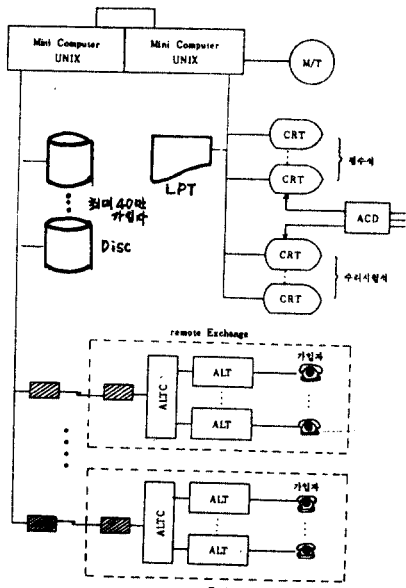 Mini Computer
UNIX
Mini Computer
UNIX
M/T
CRT
CRT
접수석
LPT
최대 40만
가입자
Disc
ACD
CRT
CRT
수리시험석
remote Exchange
가입자
ALTC
ALT
ALT
가입자
ALTC
ALT
ALT